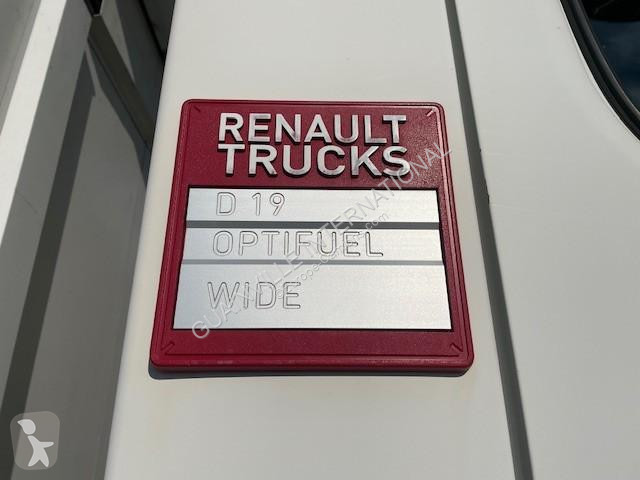 RENAULT
TRUCKS
D 19
OPTIFUEL
WIDE